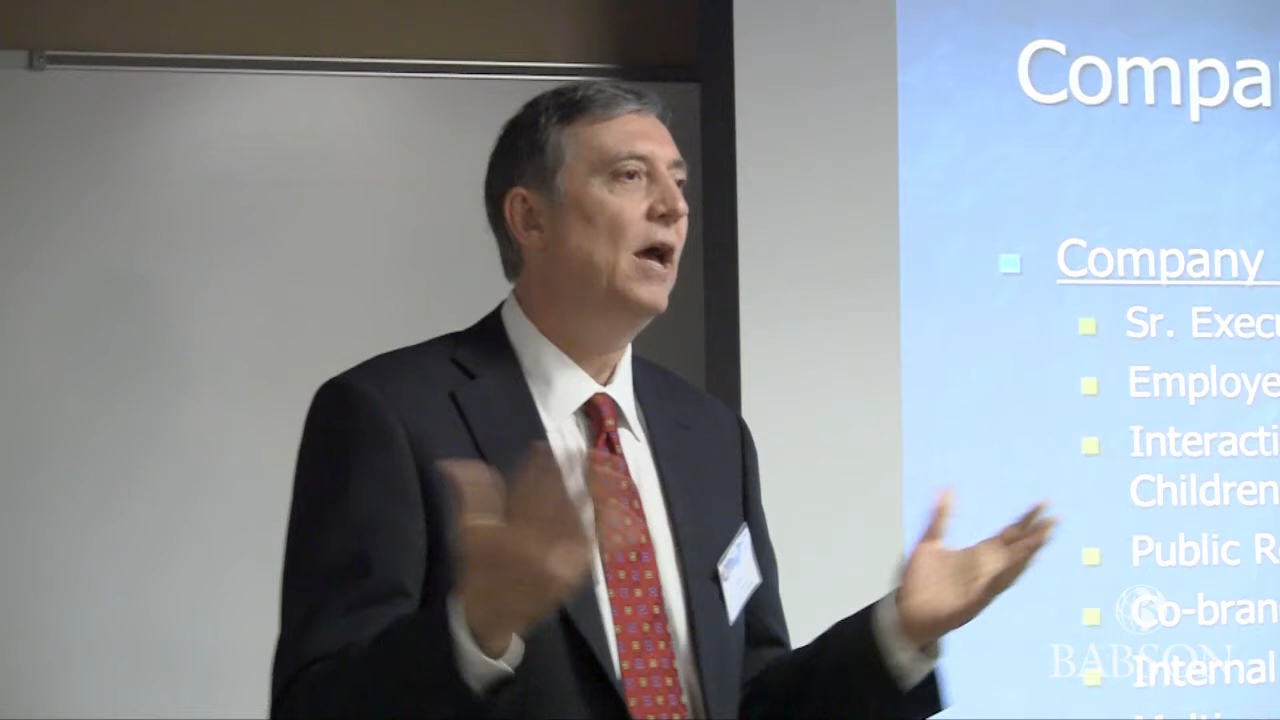 Compa
Company
Sr. Exec
Employe
Interacti
Children
Public R
Co-bran
Internal
BABSON